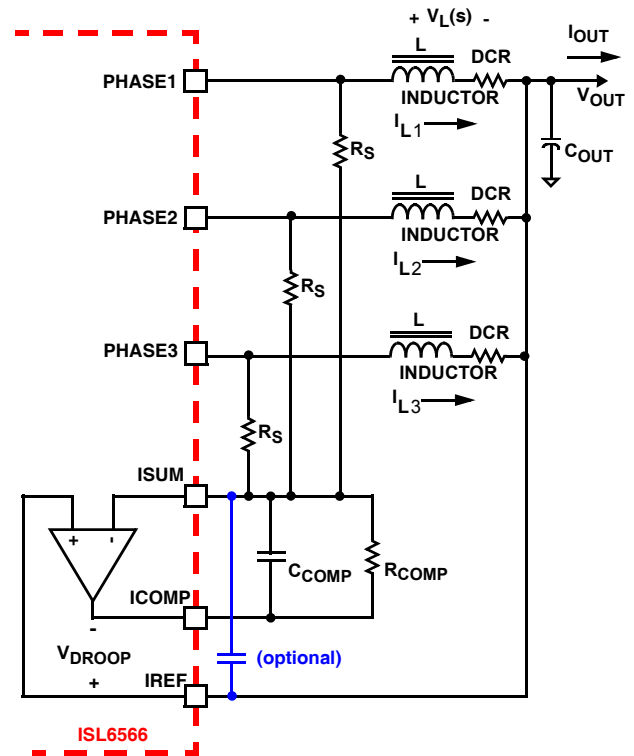 + VL(s) -
IOUT
L
DCR
PHASE1
INDUCTOR
VOUT
IL1
COUT
RS
L
DCR
PHASE2
INDUCTOR
IL2
RS
L
DCR
PHASE3
INDUCTOR
IL3
RS
ISUM
+ -
CCOMP
RCOMP
ICOMP
-
VDROOP
(optional)
+
IREF
ISL6566